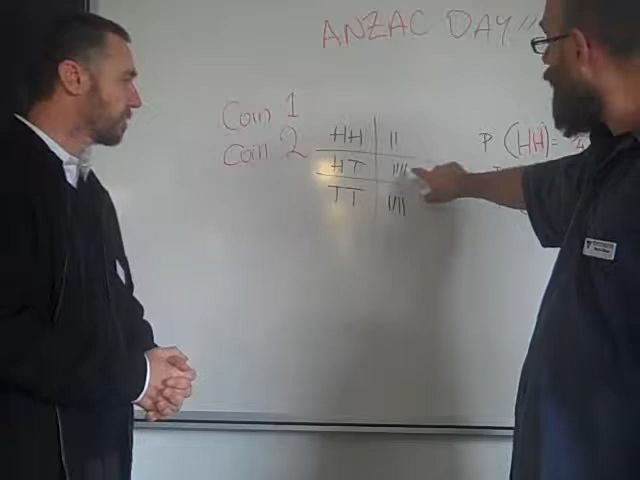 ANZAC DAY "
Coin 1
Coin 2
HH ||
HT ||||
TT ||||
P (HH) =